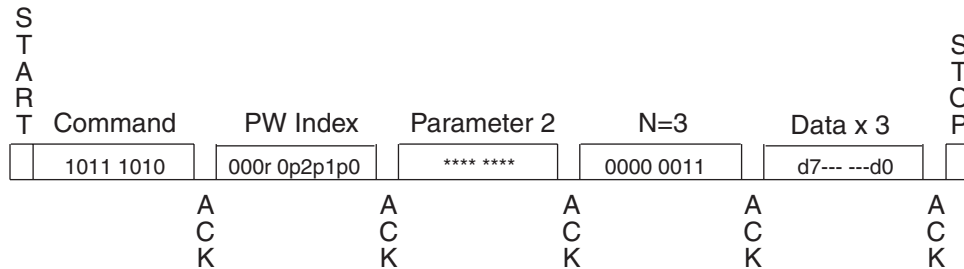 START
Command PW Index Parameter 2 N=3 Data x 3
STOP
1011 1010 000r 0p2p1p0 **** **** 0000 0011 d7--- ---d0
ACK ACK ACK ACK ACK